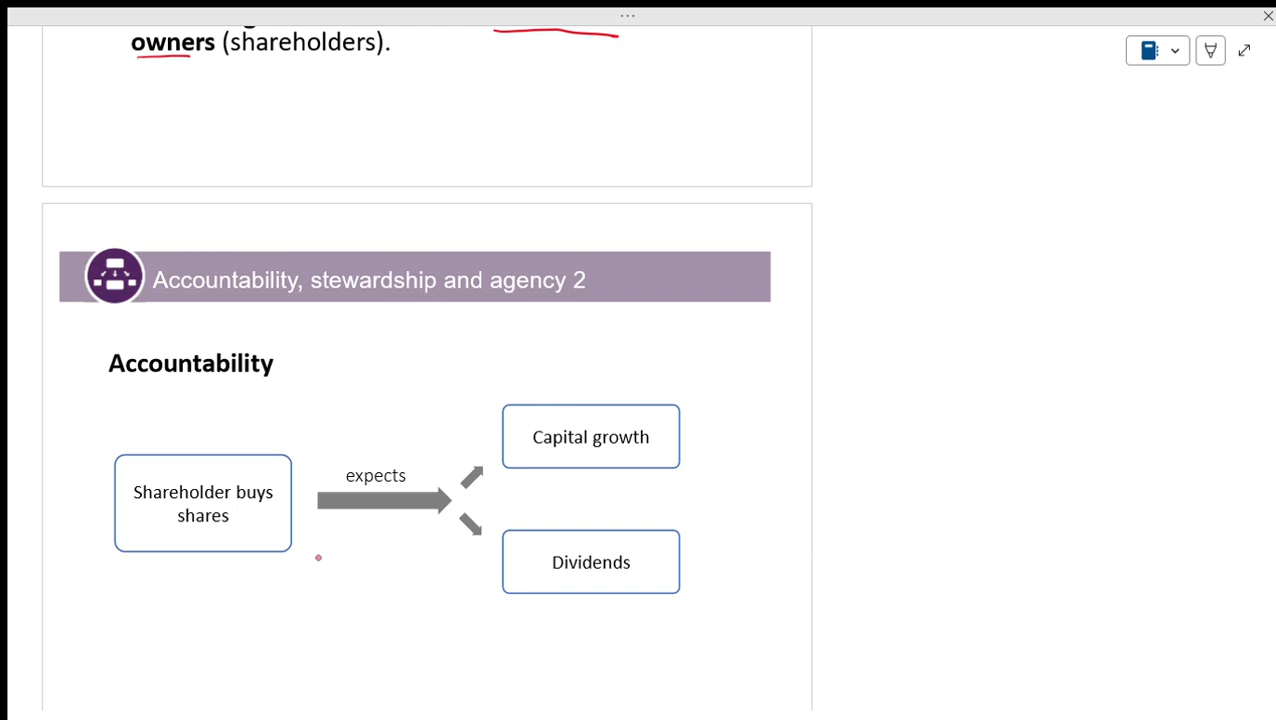 owners (shareholders).
Accountability, stewardship and agency 2
Accountability
Capital growth
expects
Shareholder buys
shares
Dividends